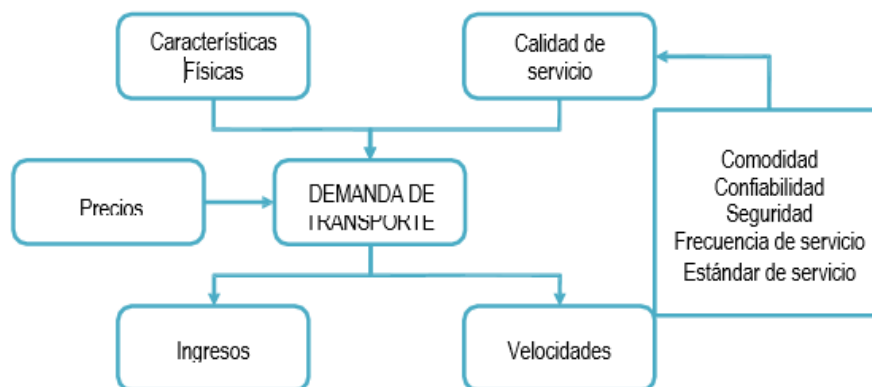 Características
Físicas
Calidad de
servicio
Precios
DEMANDA DE
TRANSPORTE
Comodidad
Confiabilidad
Seguridad
Frecuencia de servicio
Estándar de servicio
Ingresos
Velocidades